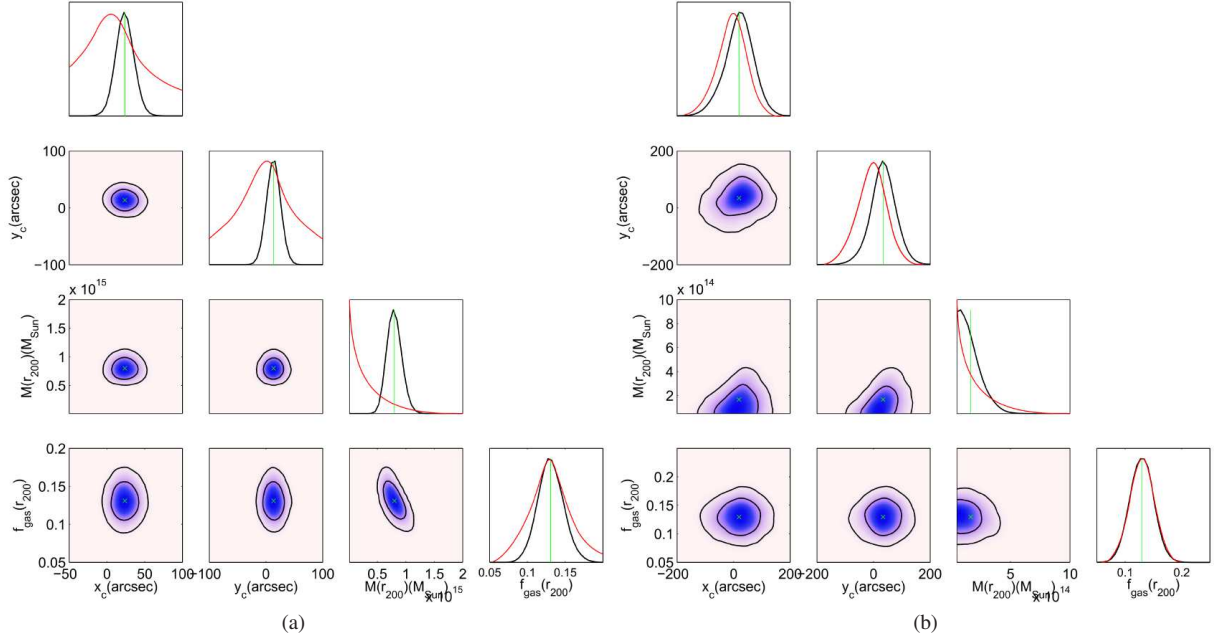 100
0
−100
y_c(arcsec)
200
0
−200
y_c(arcsec)
x 10^15
2
1.5
1
0.5
M(r_200)(M_Sun)
x 10^14
10
8
6
4
2
M(r_200)(M_Sun)
0.2
0.15
0.1
0.05
f_gas(r_200)
0.2
0.15
0.1
0.05
f_gas(r_200)
−50 0 50 100
−100 0 100
0.5 1 1.5 2
0.05 0.1 0.15
−200 0 200
−200 0 200
5 10
0.1 0.2
x_c(arcsec)
y_c(arcsec)
M(r_200)(M_Sun) x 10^15
f_gas(r_200)
x_c(arcsec)
y_c(arcsec)
M(r_200)(M_Sun) x 10^14
f_gas(r_200)
(a)
(b)